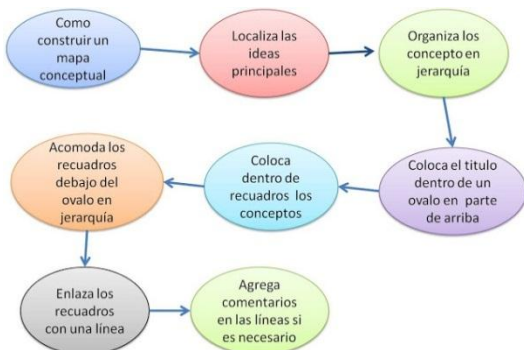 Como
construir un
mapa
conceptual
Localiza las
ideas
principales
Organiza los
concepto en
jerarquía
Coloca el titulo
dentro de un
ovalo en parte
de arriba
Coloca
dentro de
recuadros los
conceptos
Acomoda los
recuadros
debajo del
ovalo en
jerarquía
Enlaza los
recuadros
con una línea
Agrega
comentarios
en las líneas si
es necesario